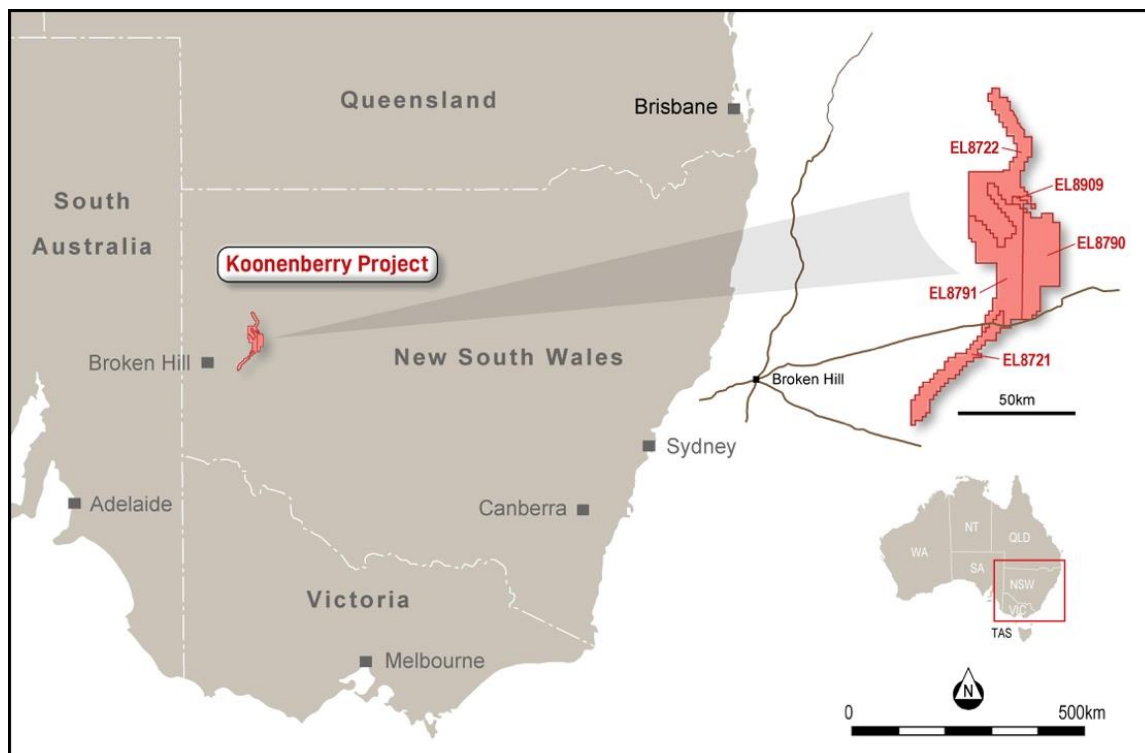 Queensland
Brisbane
South
Australia
Koonenberry Project
Broken Hill
New South Wales
Sydney
Adelaide
Canberra
Victoria
Melbourne
EL8722
EL8909
EL8790
EL8791
EL8721
Broken Hill
50km
NT
QLD
WA
SA
NSW
VIC
TAS
N
0
500km